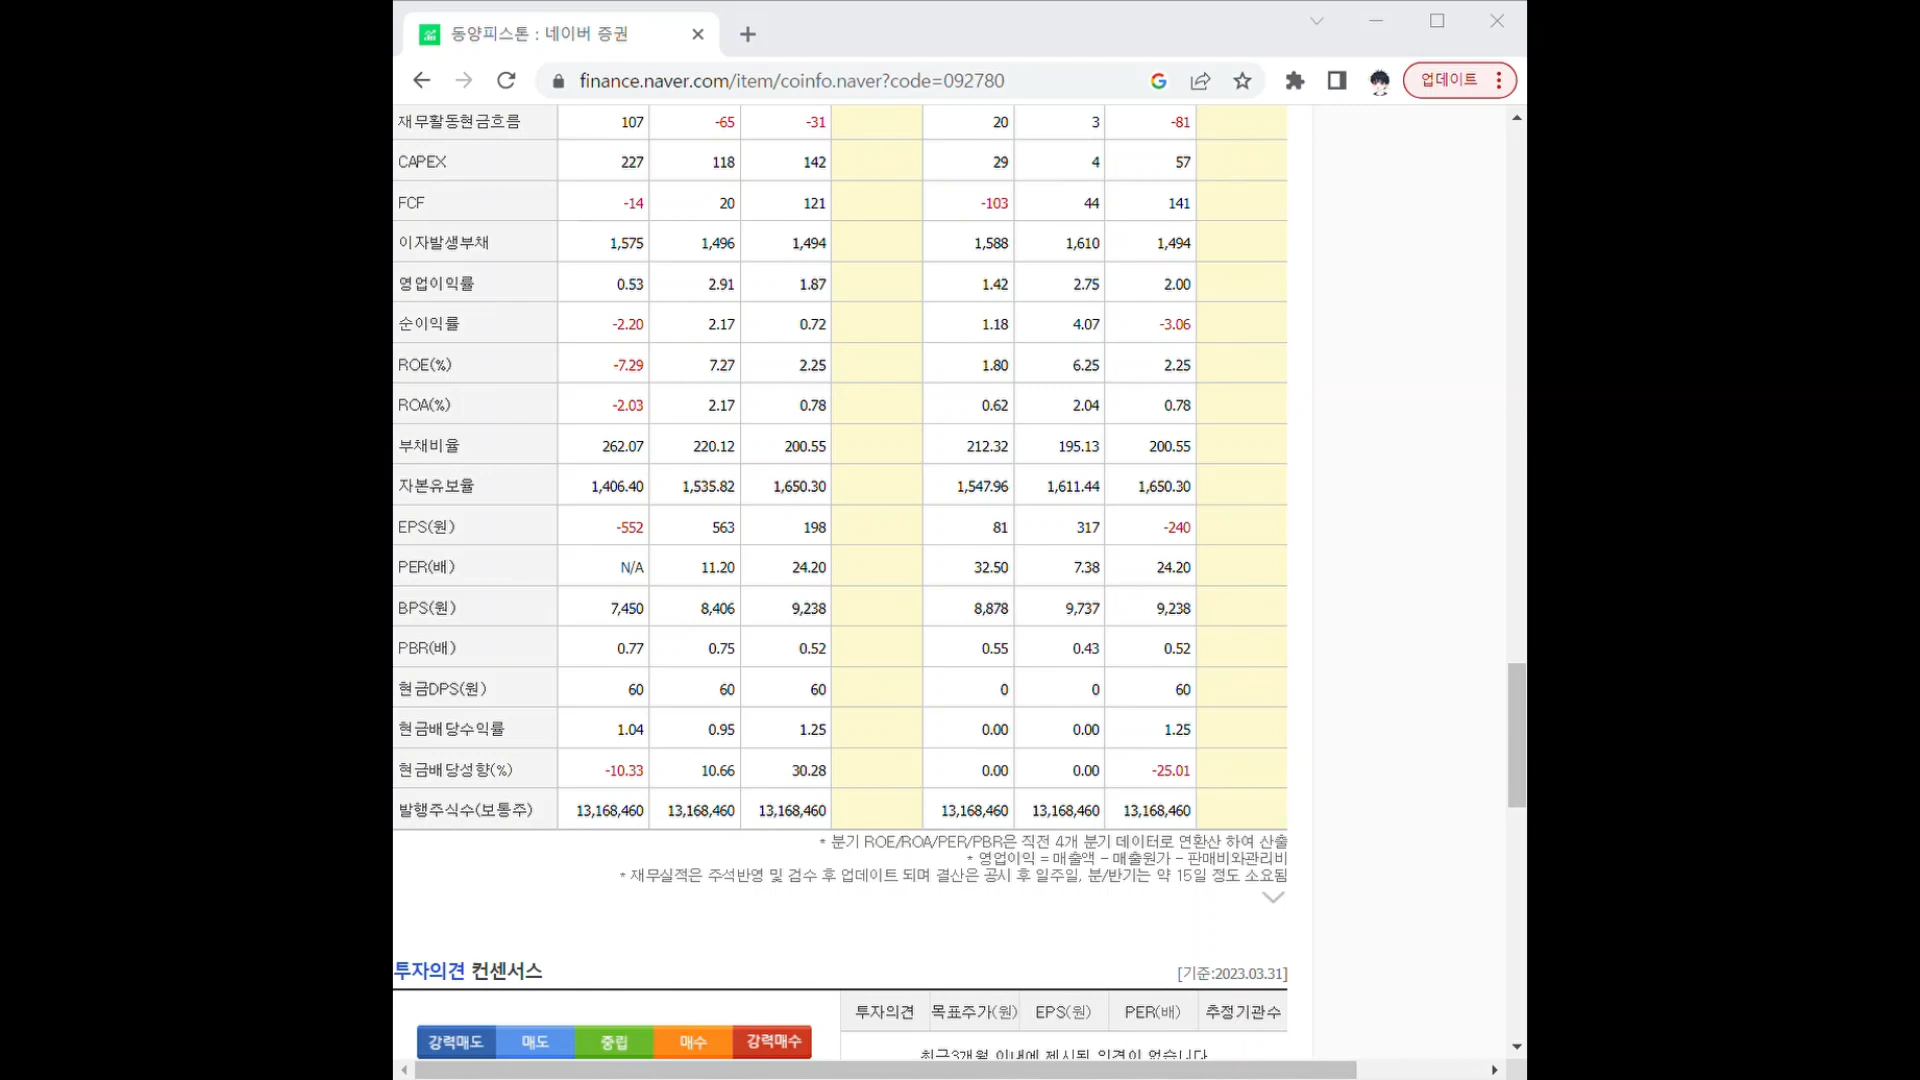 동양피스톤 : 네이버 증권
finance.naver.com/item/coinfo.naver?code=092780
업데이트
재무활동현금흐름 107 -65 -31 20 3 -81
CAPEX 227 118 142 29 4 57
FCF -14 20 121 -103 44 141
이자발생부채 1,575 1,496 1,494 1,588 1,610 1,494
영업이익률 0.53 2.91 1.87 1.42 2.75 2.00
순이익률 -2.20 2.17 0.72 1.18 4.07 -3.06
ROE(%) -7.29 7.27 2.25 1.80 6.25 2.25
ROA(%) -2.03 2.17 0.78 0.62 2.04 0.78
부채비율 262.07 220.12 200.55 212.32 195.13 200.55
자본유보율 1,406.40 1,535.82 1,650.30 1,547.96 1,611.44 1,650.30
EPS(원) -552 563 198 81 317 -240
PER(배) N/A 11.20 24.20 32.50 7.38 24.20
BPS(원) 7,450 8,406 9,238 8,878 9,737 9,238
PBR(배) 0.77 0.75 0.52 0.55 0.43 0.52
현금DPS(원) 60 60 60 0 0 60
현금배당수익률 1.04 0.95 1.25 0.00 0.00 1.25
현금배당성향(%) -10.33 10.66 30.28 0.00 0.00 -25.01
발행주식수(보통주) 13,168,460 13,168,460 13,168,460 13,168,460 13,168,460 13,168,460
* 분기 ROE/ROA/PER/PBR은 직전 4개 분기 데이터로 연환산 하여 산출
* 영업이익 = 매출액 - 매출원가 - 판매비와관리비
* 재무실적은 주석반영 및 검수 후 업데이트 되며 결산은 공시 후 일주일, 분/반기는 약 15일 정도 소요됨
투자의견 컨센서스 [기준:2023.03.31]
투자의견 목표주가(원) EPS(원) PER(배) 추정기관수
강력매도 매도 중립 매수 강력매수
최근3개월 이내에 제시된 의견이 없습니다